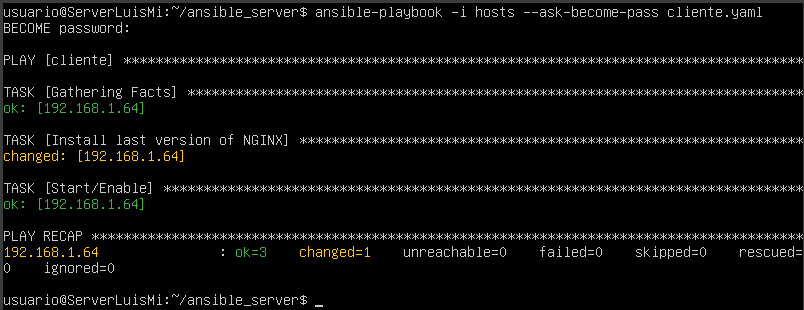 usuario@ServerLuisMi:~/ansible_server$ ansible-playbook -i hosts --ask-become-pass cliente.yaml
BECOME password:
PLAY [cliente] ************************************************************************************
TASK [Gathering Facts] ****************************************************************************
ok: [192.168.1.64]
TASK [Install last version of NGINX] **************************************************************
changed: [192.168.1.64]
TASK [Start/Enable] *******************************************************************************
ok: [192.168.1.64]
PLAY RECAP ****************************************************************************************
192.168.1.64               : ok=3    changed=1    unreachable=0    failed=0    skipped=0    rescued=
0    ignored=0
usuario@ServerLuisMi:~/ansible_server$ _